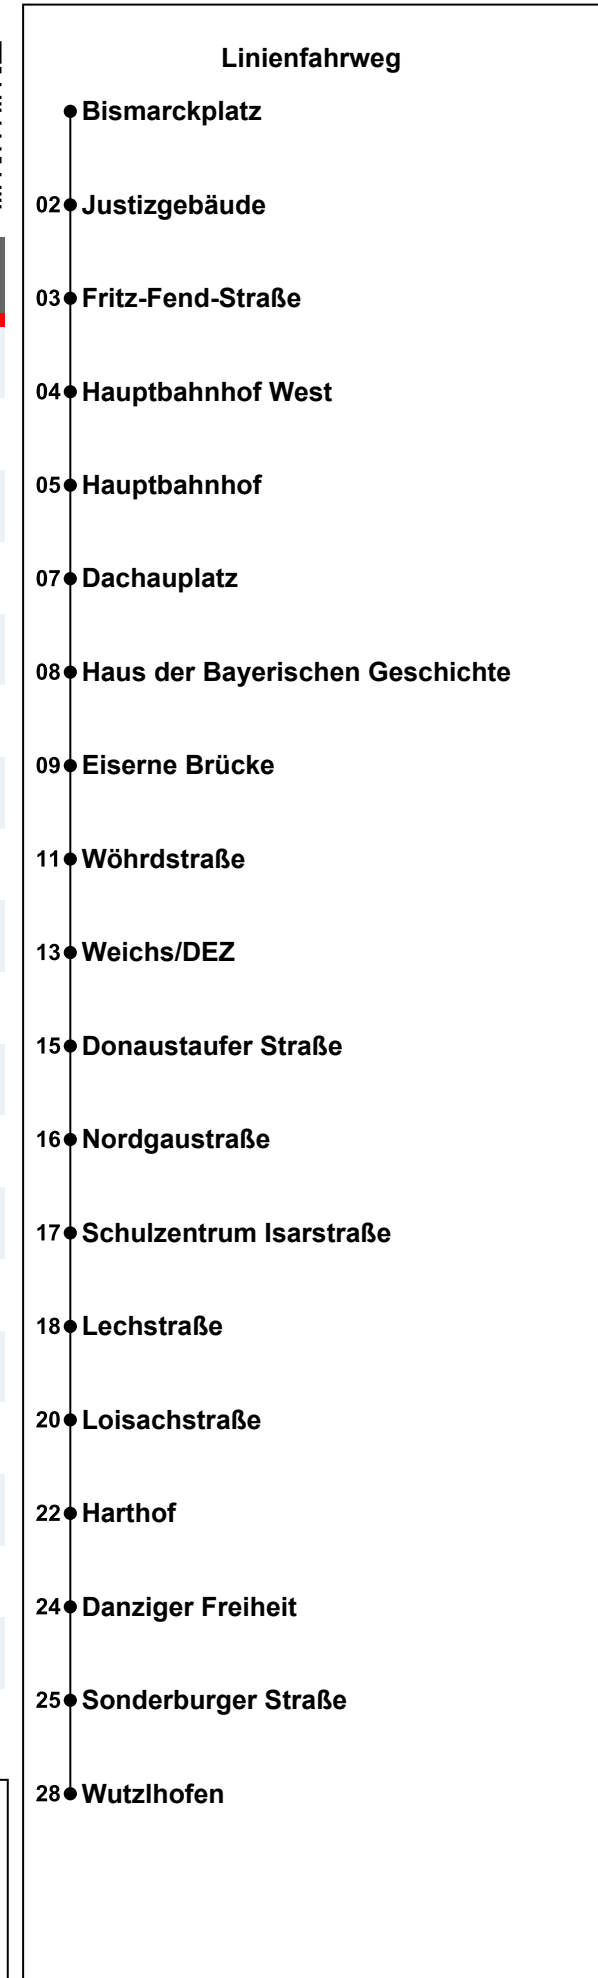 Linienfahrweg
Bismarckplatz
02 Justizgebäude
03 Fritz-Fend-Straße
04 Hauptbahnhof West
05 Hauptbahnhof
07 Dachauplatz
08 Haus der Bayerischen Geschichte
09 Eiserne Brücke
11 Wöhrdstraße
13 Weichs/DEZ
15 Donaustaufer Straße
16 Nordgaustraße
17 Schulzentrum Isarstraße
18 Lechstraße
20 Loisachstraße
22 Harthof
24 Danziger Freiheit
25 Sonderburger Straße
28 Wutzlhofen